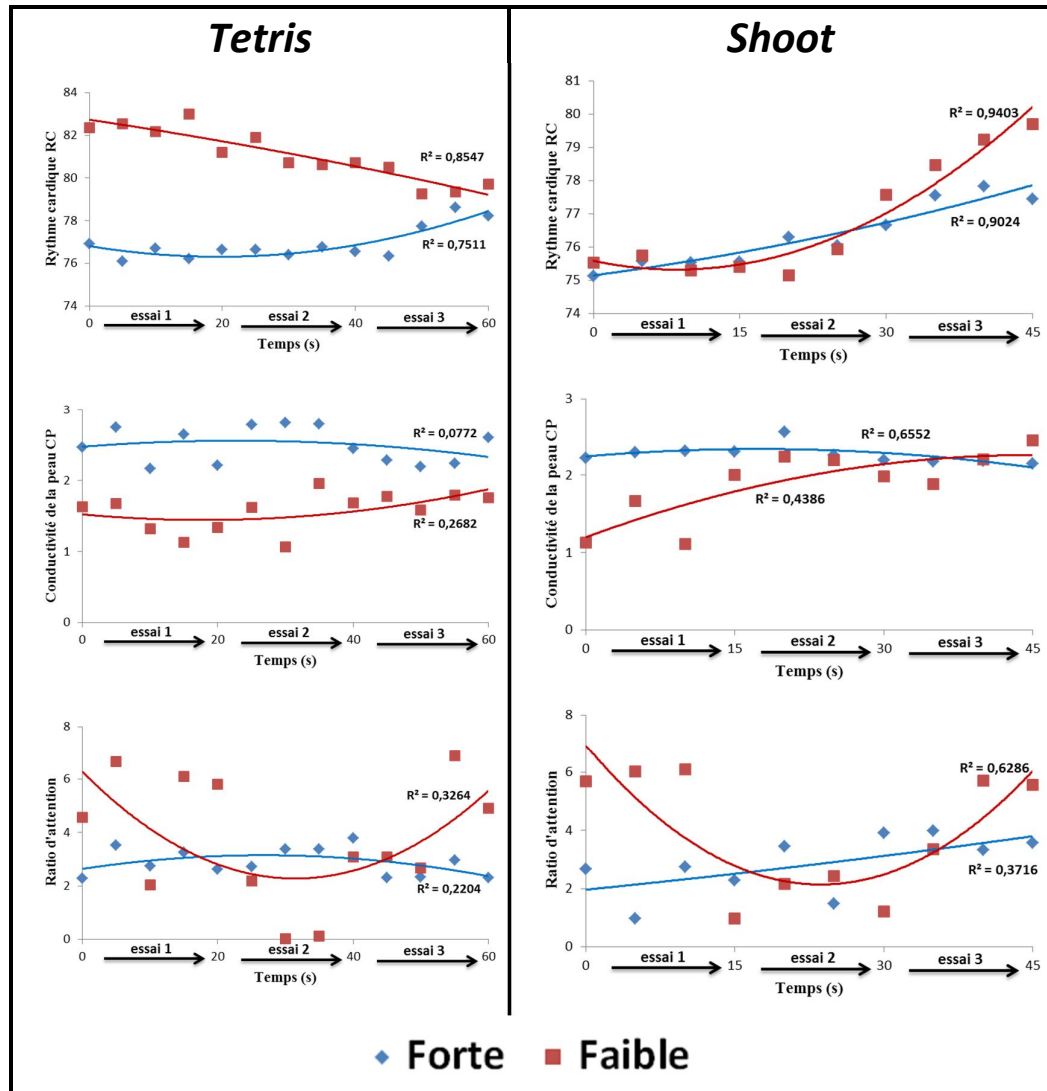 Tetris
Shoot
Rythme cardique RC
84
82
80
78
76
74
R² = 0,8547
R² = 0,7511
0
20
40
60
essai 1
essai 2
essai 3
Temps (s)
Rythme cardique RC
81
80
79
78
77
76
75
74
R² = 0,9403
R² = 0,9024
0
15
30
45
essai 1
essai 2
essai 3
Temps (s)
Conductivité de la peau CP
3
2
1
0
R² = 0,0772
R² = 0,2682
0
20
40
60
essai 1
essai 2
essai 3
Temps (s)
Conductivité de la peau CP
3
2
1
0
R² = 0,6552
R² = 0,4386
0
15
30
45
essai 1
essai 2
essai 3
Temps (s)
Ratio d'attention
8
6
4
2
0
R² = 0,3264
R² = 0,2204
0
20
40
60
essai 1
essai 2
essai 3
Temps (s)
Ratio d'attention
8
6
4
2
0
R² = 0,6286
R² = 0,3716
0
15
30
45
essai 1
essai 2
essai 3
Temps (s)
Forte
Faible